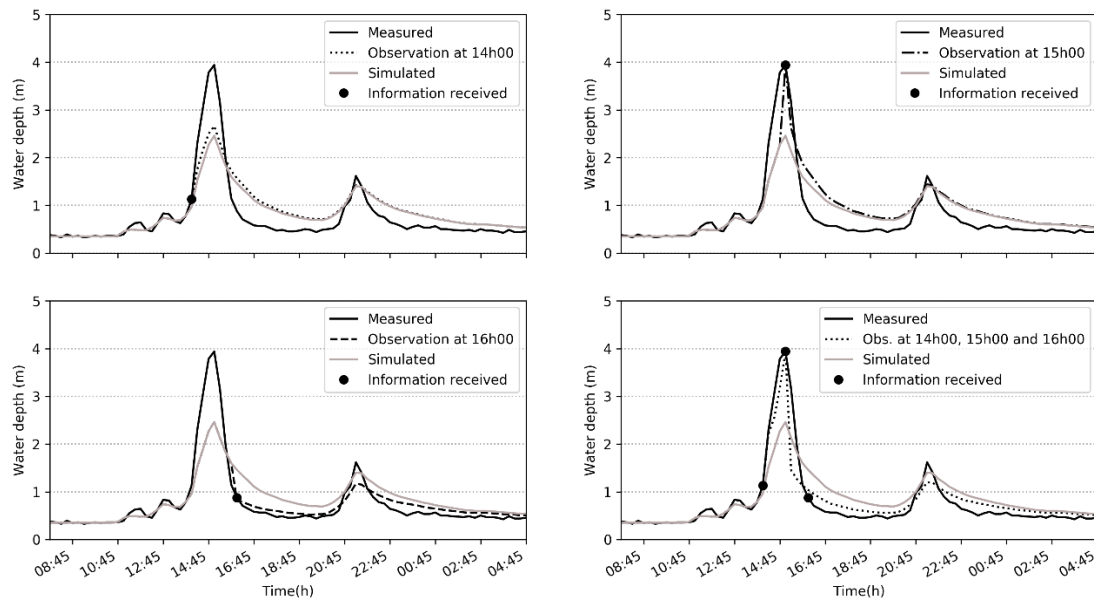 5
4
3
2
1
0
Water depth (m)
Measured
Observation at 14h00
Simulated
Information received
5
4
3
2
1
0
Water depth (m)
Measured
Observation at 15h00
Simulated
Information received
5
4
3
2
1
0
Water depth (m)
Measured
Observation at 16h00
Simulated
Information received
08:45
10:45
12:45
14:45
16:45
18:45
20:45
22:45
00:45
02:45
04:45
Time(h)
5
4
3
2
1
0
Water depth (m)
Measured
Obs. at 14h00, 15h00 and 16h00
Simulated
Information received
08:45
10:45
12:45
14:45
16:45
18:45
20:45
22:45
00:45
02:45
04:45
Time(h)